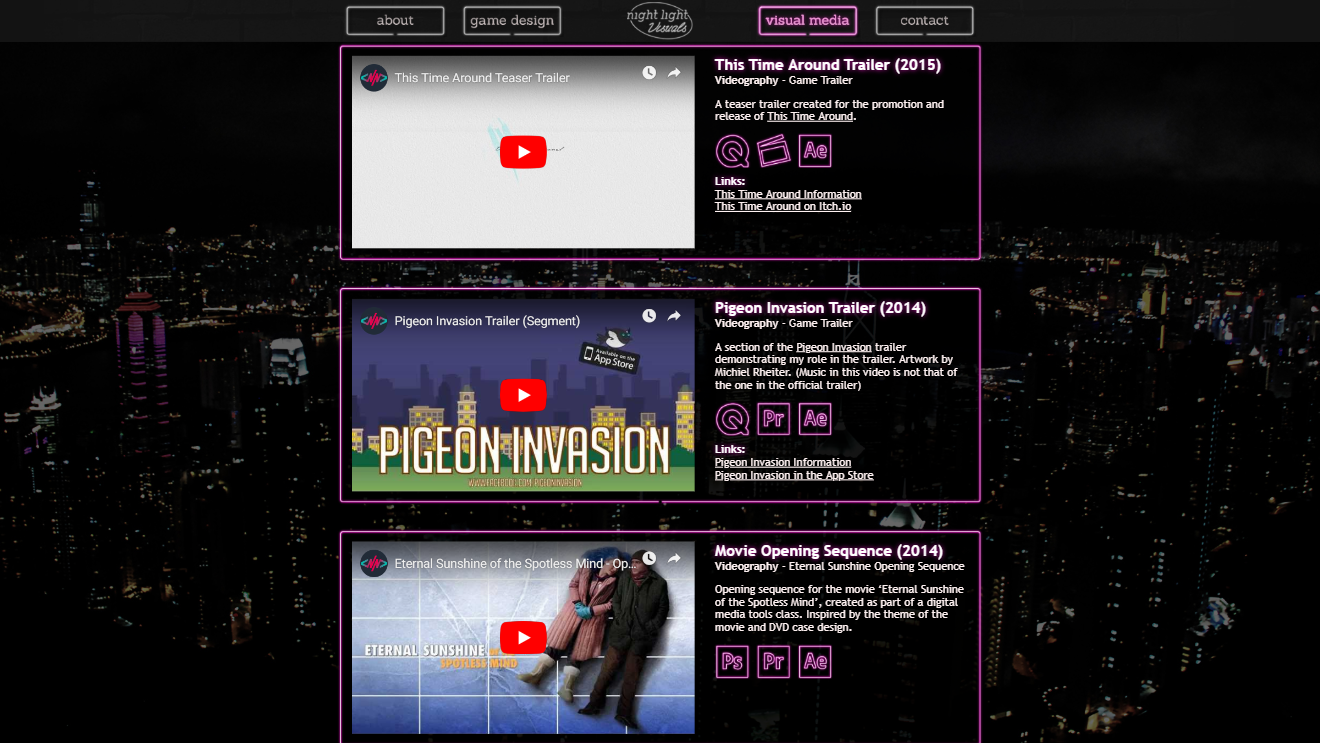 about
game design
night light
Visuals
visual media
contact
This Time Around Teaser Trailer
This Time Around Trailer (2015)
Videography - Game Trailer
A teaser trailer created for the promotion and
release of This Time Around.
Ae
Links:
This Time Around Information
This Time Around on Itch.io
Pigeon Invasion Trailer (Segment)
Available on the
App Store
PIGEON INVASION
WWW.FACEBOOK.COM/PIGEONINVASION
Pigeon Invasion Trailer (2014)
Videography - Game Trailer
A section of the Pigeon Invasion trailer
demonstrating my role in the trailer. Artwork by
Michiel Rheiter. (Music in this video is not that of
the one in the official trailer)
Pr Ae
Links:
Pigeon Invasion Information
Pigeon Invasion in the App Store
Eternal Sunshine of the Spotless Mind - Op...
ETERNAL SUNSHINE
SPOTLESS MIND
Movie Opening Sequence (2014)
Videography - Eternal Sunshine Opening Sequence
Opening sequence for the movie ‘Eternal Sunshine
of the Spotless Mind’, created as part of a digital
media tools class. Inspired by the theme of the
movie and DVD case design.
Ps Pr Ae